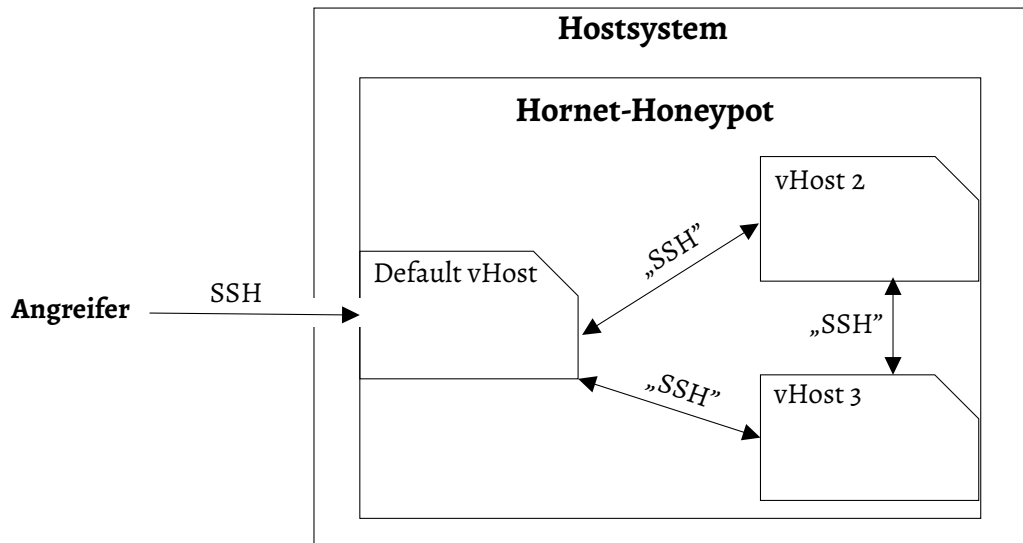 Hostsystem
Hornet-Honeypot
vHost 2
„SSH”
Default vHost
SSH
Angreifer
„SSH”
„SSH”
vHost 3